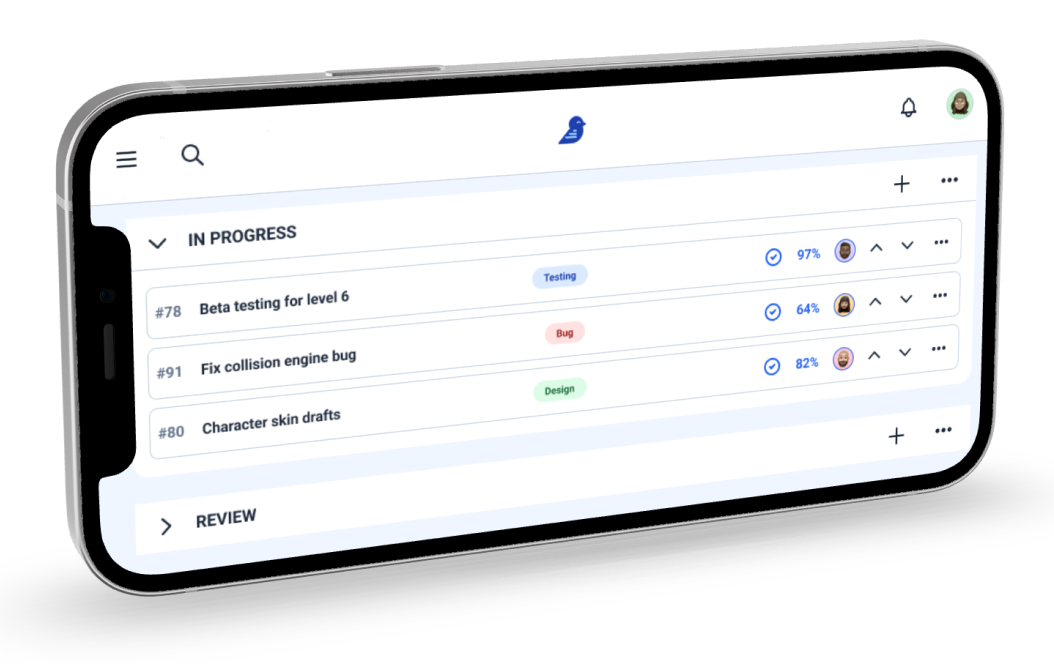 IN PROGRESS
#78 Beta testing for level 6 Testing 97%
#91 Fix collision engine bug Bug 64%
#80 Character skin drafts Design 82%
REVIEW